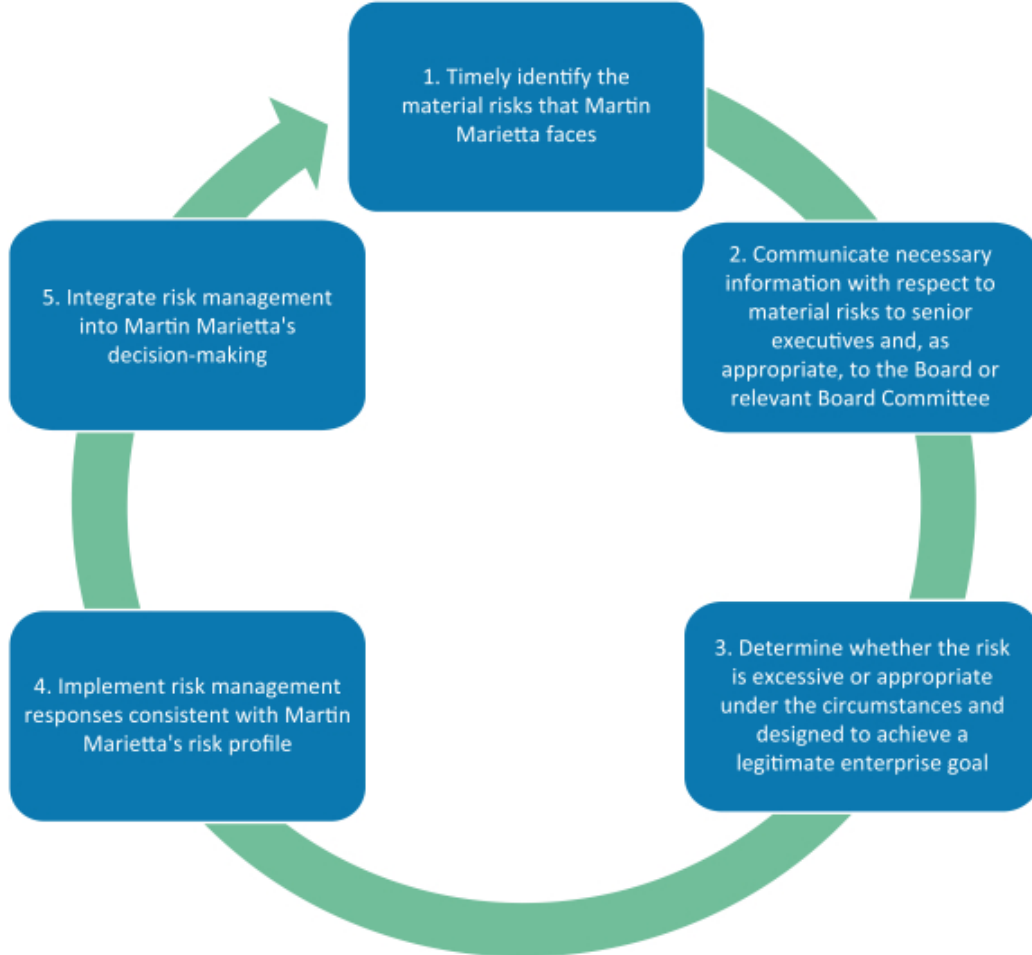 1. Timely identify the
material risks that Martin
Marietta faces
2. Communicate necessary
information with respect to
material risks to senior
executives and, as
appropriate, to the Board or
relevant Board Committee
3. Determine whether the risk
is excessive or appropriate
under the circumstances and
designed to achieve a
legitimate enterprise goal
4. Implement risk management
responses consistent with Martin
Marietta's risk profile
5. Integrate risk management
into Martin Marietta's
decision-making